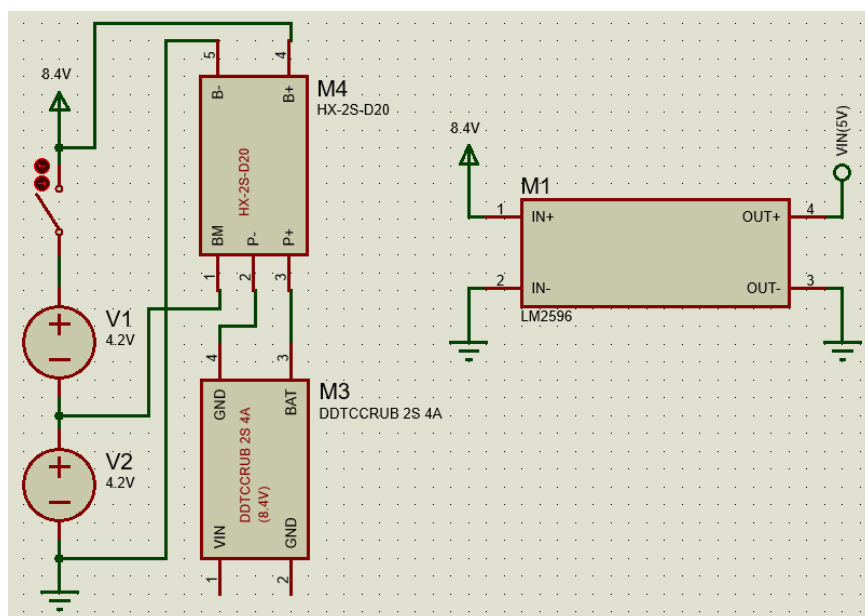 8.4V
5
4
B-
B+
M4
HX-2S-D20
HX-2S-D20
BM
P-
P+
1
2
3
V1
4.2V
V2
4.2V
4
3
GND
BAT
M3
DDTCCRUB 2S 4A
DDTCCRUB 2S 4A
(8.4V)
VIN
GND
1
2
8.4V
VIN(5V)
M1
1
IN+
OUT+
4
2
IN-
OUT-
3
LM2596